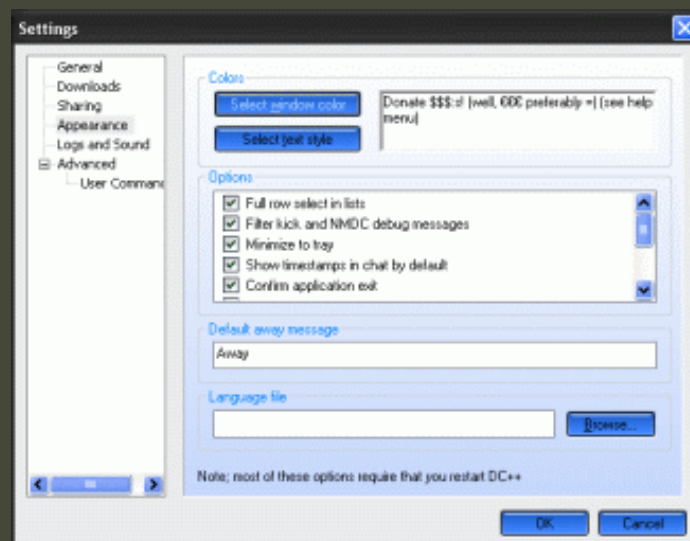 Settings
General
Downloads
Sharing
Appearance
Logs and Sound
Advanced
User Comman
Colors
Select window color
Select text style
Donate $$$:s! (well, €€€ preferably =) (see help
menu)
Options
Full row select in lists
Filter kick and NMDC debug messages
Minimize to tray
Show timestamps in chat by default
Confirm application exit
Default away message
Away
Language file
Browse...
Note; most of these options require that you restart DC++
OK
Cancel